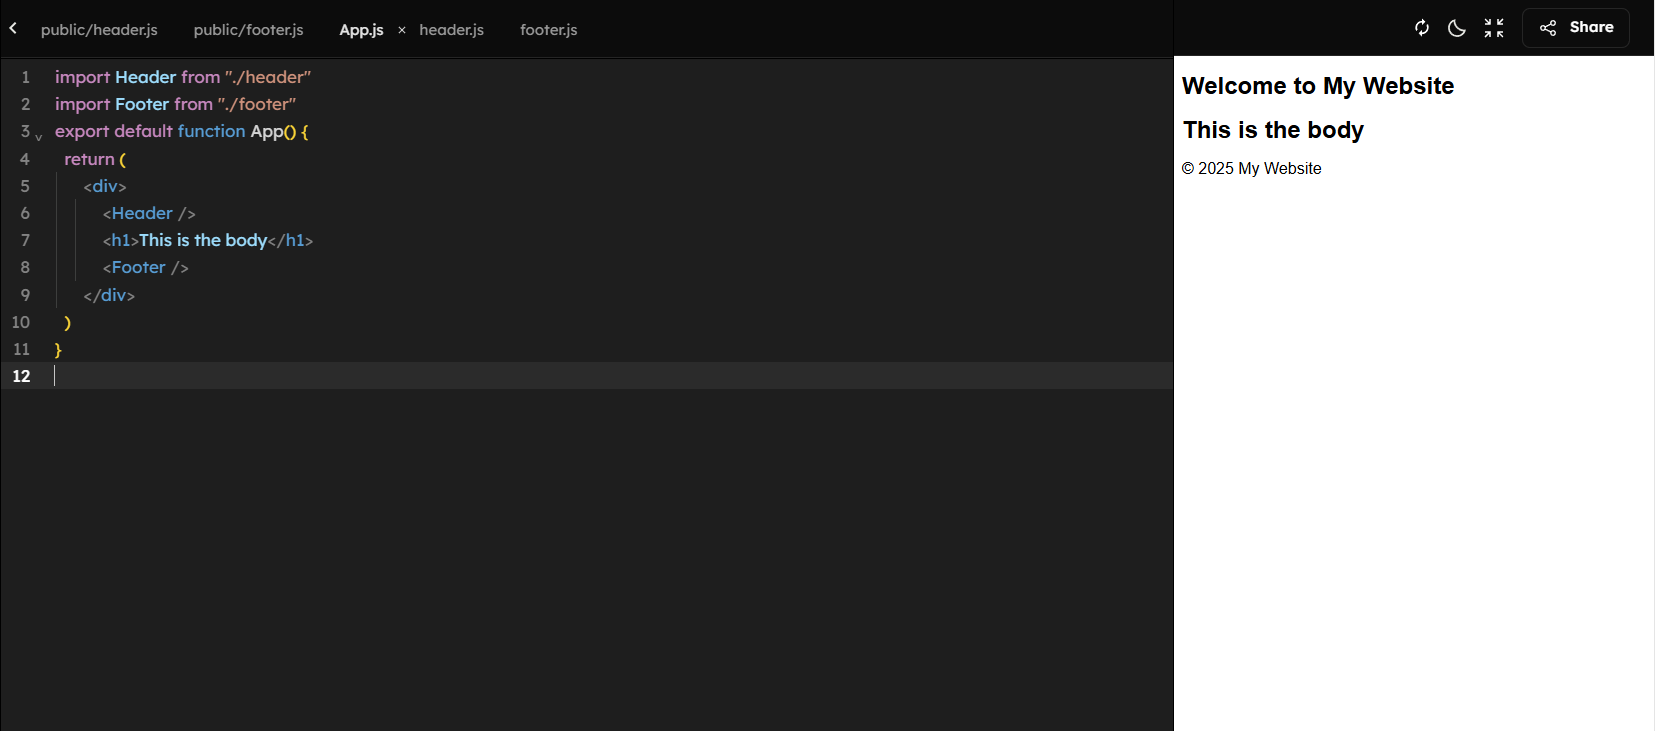 public/header.js public/footer.js App.js × header.js footer.js Share
1 import Header from "./header"
2 import Footer from "./footer"
3 export default function App() {
4 return (
5 <div>
6 <Header />
7 <h1>This is the body</h1>
8 <Footer />
9 </div>
10 )
11 }
12
Welcome to My Website
This is the body
© 2025 My Website